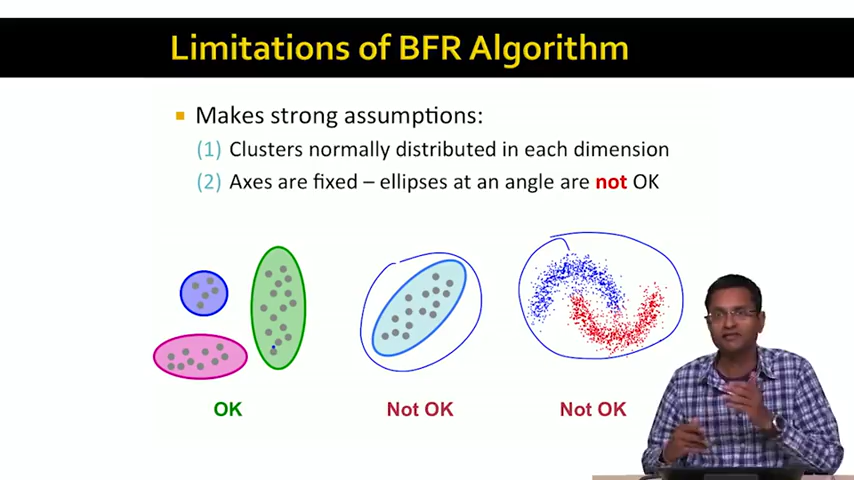 Limitations of BFR Algorithm
Makes strong assumptions:
(1) Clusters normally distributed in each dimension
(2) Axes are fixed – ellipses at an angle are not OK
OK
Not OK
Not OK